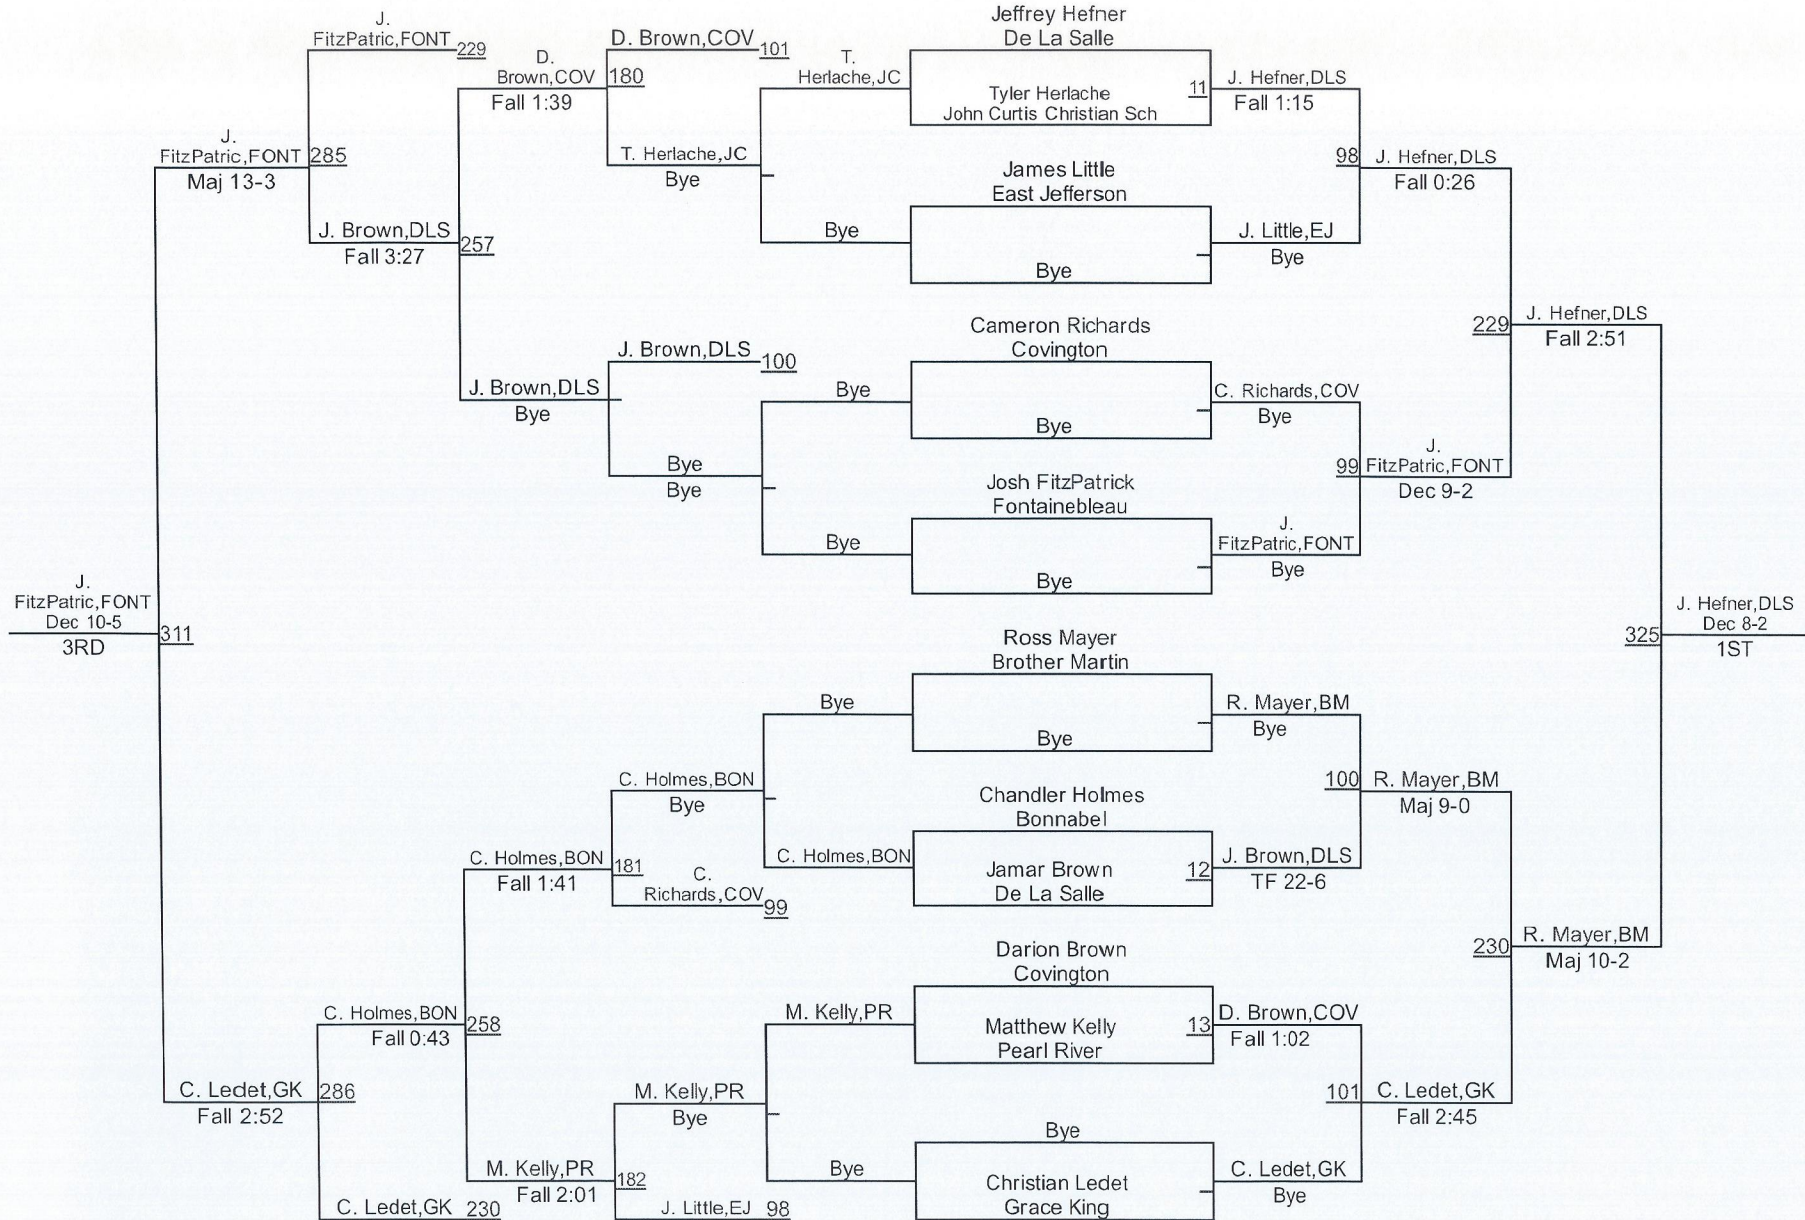 J.
FitzPatric,FONT
229
D.
Brown,COV
Fall 1:39
D. Brown,COV
101
180
T.
Herlache,JC
Jeffrey Hefner
De La Salle
Tyler Herlache
John Curtis Christian Sch
11
J. Hefner,DLS
Fall 1:15
J.
FitzPatric,FONT
Maj 13-3
285
T. Herlache,JC
Bye
James Little
East Jefferson
98
J. Hefner,DLS
Fall 0:26
J. Brown,DLS
Fall 3:27
257
Bye
Bye
J. Little,EJ
Bye
Cameron Richards
Covington
229
J. Hefner,DLS
Fall 2:51
J. Brown,DLS
100
J. Brown,DLS
Bye
Bye
Bye
C. Richards,COV
Bye
Bye
Bye
Josh FitzPatrick
Fontainebleau
99
J.
FitzPatric,FONT
Dec 9-2
Bye
Bye
J.
FitzPatric,FONT
Bye
J.
FitzPatric,FONT
Dec 10-5
3RD
311
Ross Mayer
Brother Martin
325
J. Hefner,DLS
Dec 8-2
1ST
Bye
Bye
R. Mayer,BM
Bye
C. Holmes,BON
Bye
Chandler Holmes
Bonnabel
100
R. Mayer,BM
Maj 9-0
C. Holmes,BON
Fall 1:41
181
C.
Richards,COV
99
C. Holmes,BON
Jamar Brown
De La Salle
12
J. Brown,DLS
TF 22-6
Darion Brown
Covington
230
R. Mayer,BM
Maj 10-2
C. Holmes,BON
Fall 0:43
258
M. Kelly,PR
Matthew Kelly
Pearl River
13
D. Brown,COV
Fall 1:02
C. Ledet,GK
Fall 2:52
286
M. Kelly,PR
Bye
101
C. Ledet,GK
Fall 2:45
Bye
M. Kelly,PR
Fall 2:01
182
Bye
Christian Ledet
Grace King
C. Ledet,GK
Bye
C. Ledet,GK
230
J. Little,EJ
98